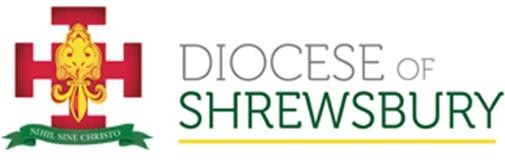 DIOCESE OF
SHREWSBURY
NIHIL SINE CHRISTO